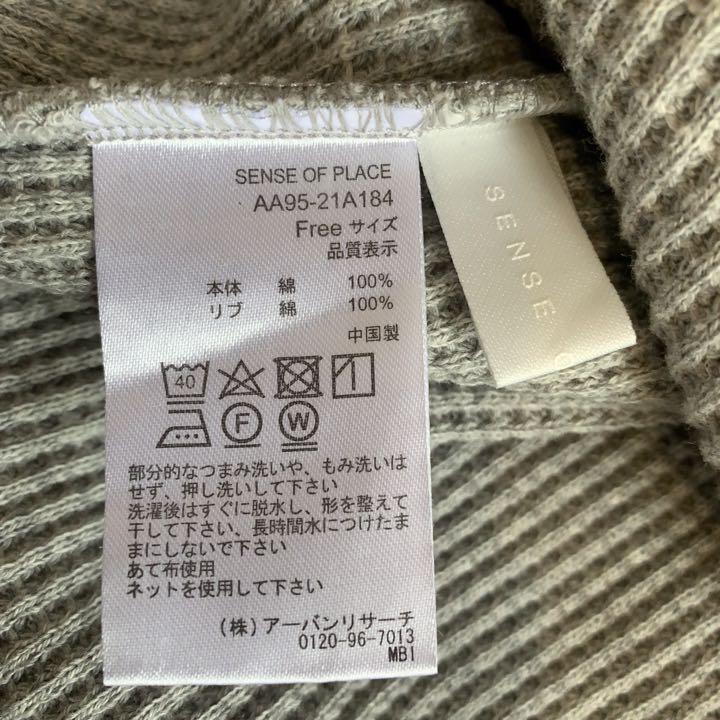 SENSE OF PLACE
AA95-21A184
Free サイズ
品質表示
本体 綿 100%
リブ 綿 100%
中国製
40
F W
部分的なつまみ洗いや、もみ洗いは
せず、押し洗いして下さい
洗濯後はすぐに脱水し、形を整えて
干して下さい、長時間水につけたま
まにしないで下さい
あて布使用
ネットを使用して下さい
(株)アーバンリサーチ
0120-96-7013
MBI
SENSE